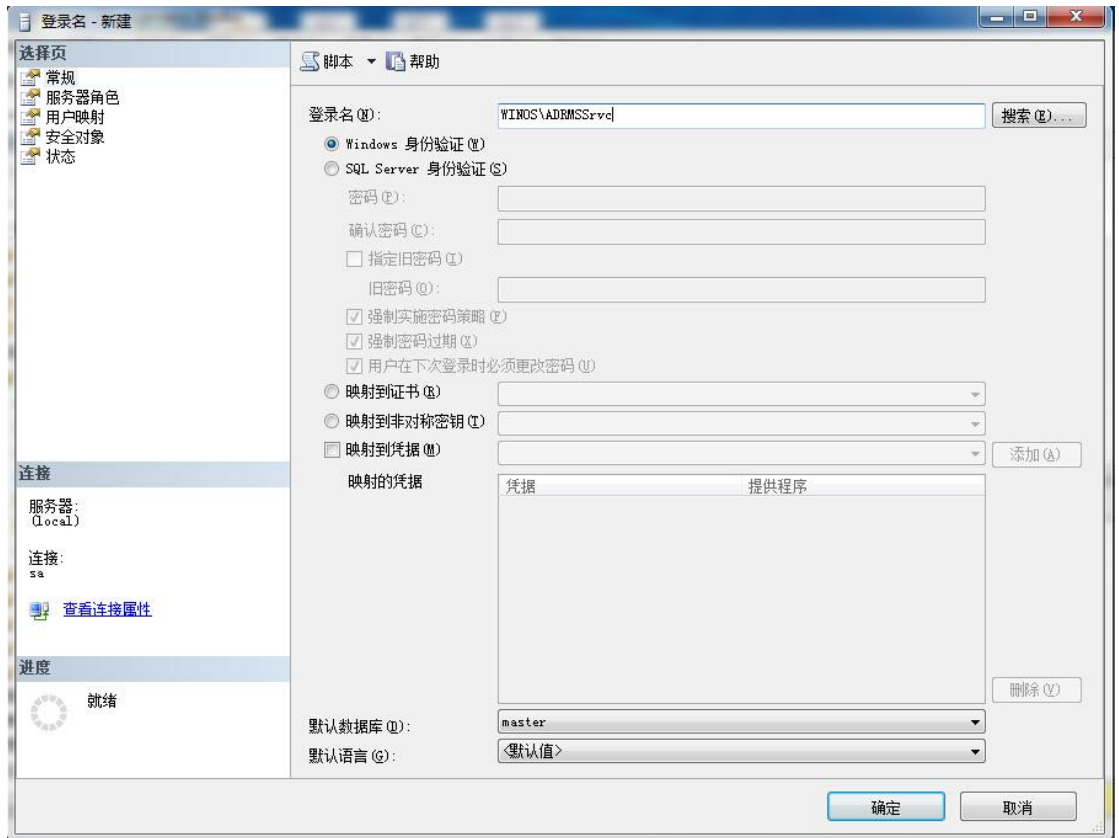 登录名 - 新建
选择页
常规
服务器角色
用户映射
安全对象
状态
连接
服务器:
(local)
连接:
sa
查看连接属性
进度
就绪
脚本 帮助
登录名(N): WINOS\ADRMSSrvc 搜索(E)...
Windows 身份验证(W)
SQL Server 身份验证(S)
密码(P):
确认密码(C):
指定旧密码(I)
旧密码(O):
强制实施密码策略(F)
强制密码过期(X)
用户在下次登录时必须更改密码(U)
映射到证书(R)
映射到非对称密钥(T)
映射到凭据(M) 添加(A)
映射的凭据 凭据 提供程序
删除(V)
默认数据库(D): master
默认语言(G): <默认值>
确定 取消